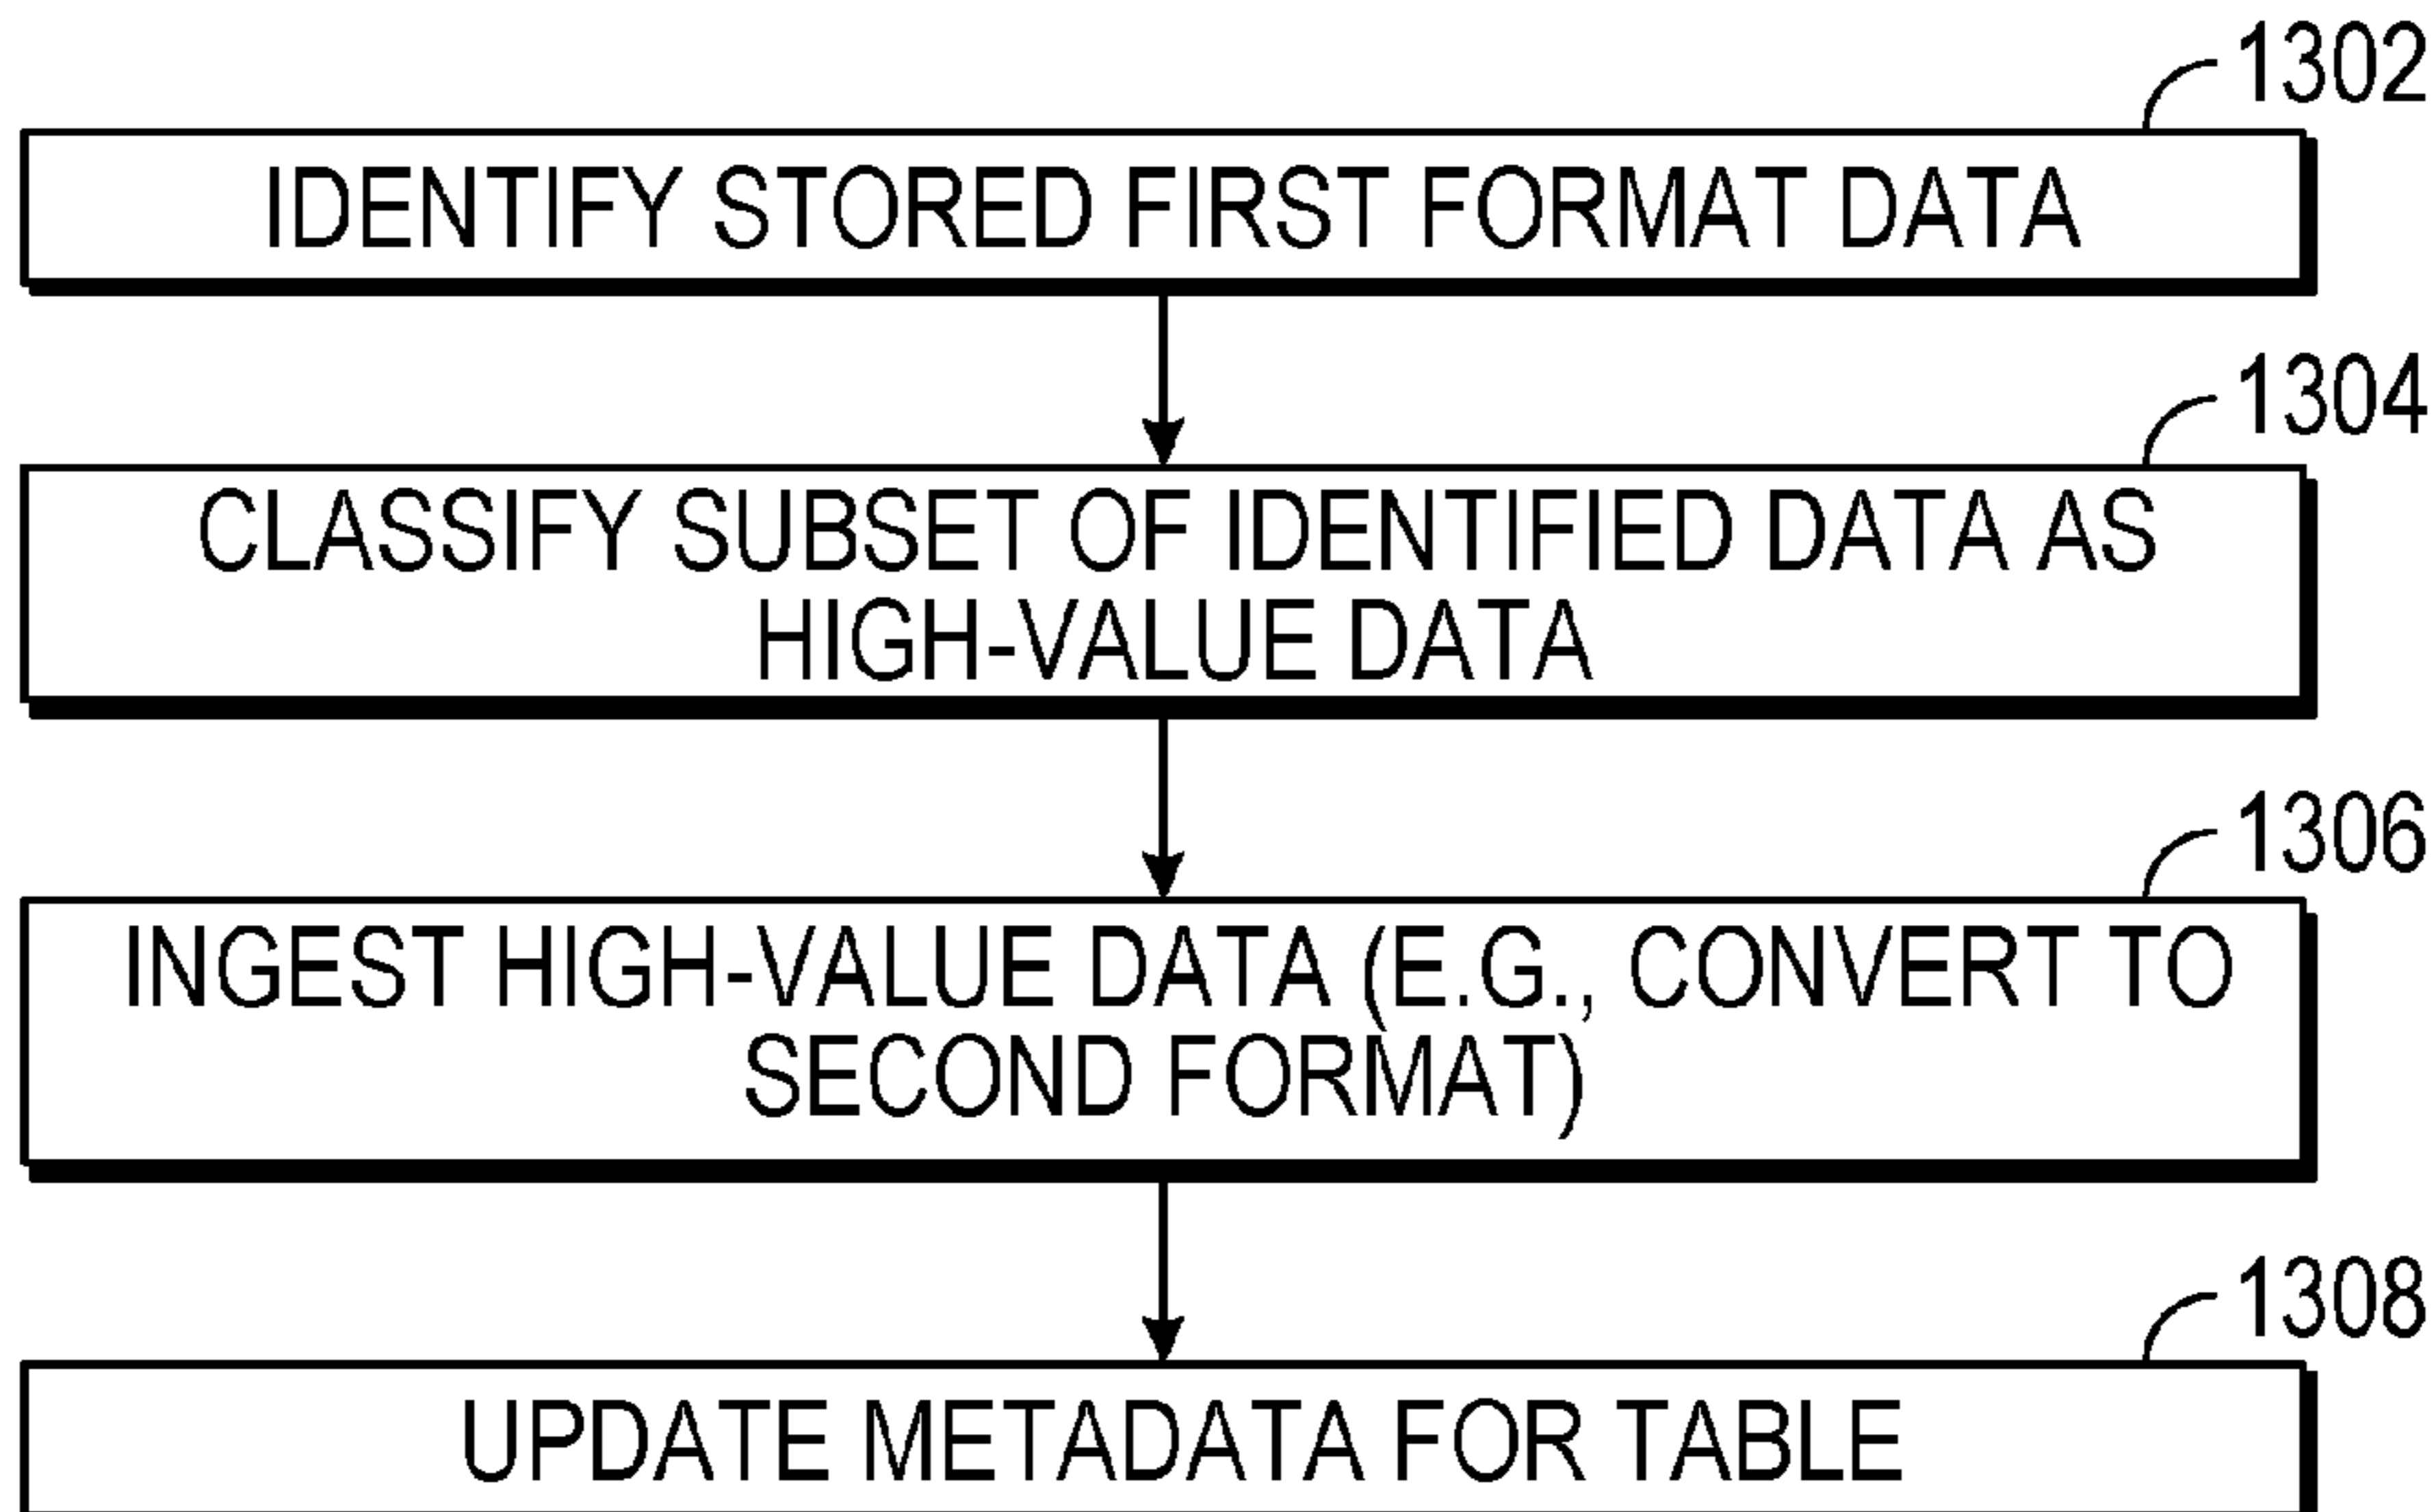 1302
IDENTIFY STORED FIRST FORMAT DATA
1304
CLASSIFY SUBSET OF IDENTIFIED DATA AS
HIGH-VALUE DATA
1306
INGEST HIGH-VALUE DATA (E.G., CONVERT TO
SECOND FORMAT)
1308
UPDATE METADATA FOR TABLE